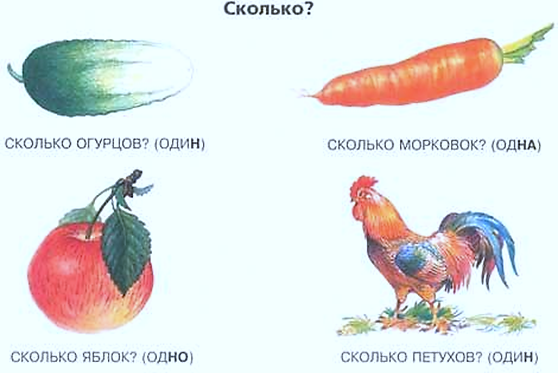 Сколько?
СКОЛЬКО ОГУРЦОВ? (ОДИН)
СКОЛЬКО МОРКОВОК? (ОДНА)
СКОЛЬКО ЯБЛОК? (ОДНО)
СКОЛЬКО ПЕТУХОВ? (ОДИН)